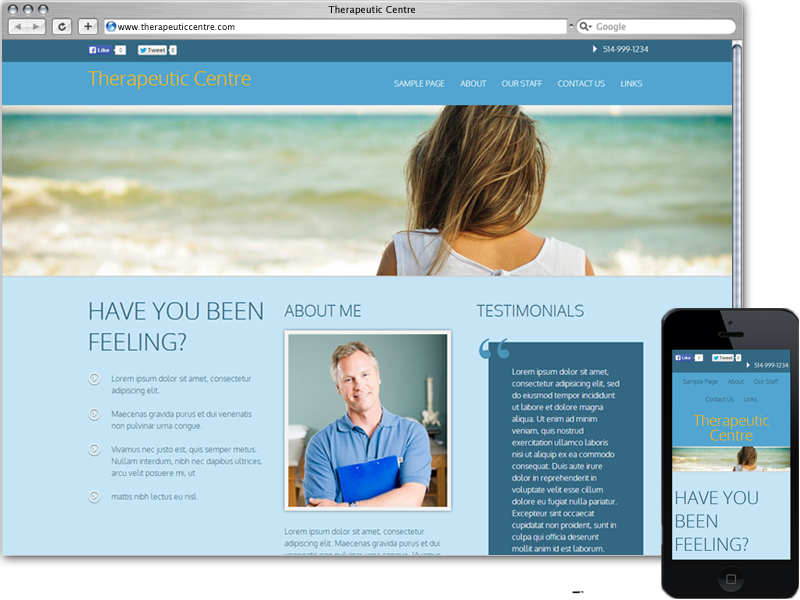 Therapeutic Centre
www.therapeuticcentre.com
Google
Like 0
Tweet 0
514-999-1234
Therapeutic Centre
SAMPLE PAGE ABOUT OUR STAFF CONTACT US LINKS
HAVE YOU BEEN
FEELING?
Lorem ipsum dolor sit amet, consectetur
adipiscing elit.
Maecenas gravida purus et dui venenatis
non pulvinar urna congue.
Vivamus nec justo est, quis semper metus.
Nullam interdum, nibh nec dapibus ultrices,
arcu velit posuere mi, ut
mattis nibh lectus eu nisl.
ABOUT ME
Lorem ipsum dolor sit amet, consectetur
adipiscing elit. Maecenas gravida purus et dui
venenatis non pulvinar urna congue. Vivamus
TESTIMONIALS
“
Lorem ipsum dolor sit amet,
consectetur adipisicing elit, sed
do eiusmod tempor incididunt
ut labore et dolore magna
aliqua. Ut enim ad minim
veniam, quis nostrud
exercitation ullamco laboris
nisi ut aliquip ex ea commodo
consequat. Duis aute irure
dolor in reprehenderit in
voluptate velit esse cillum
dolore eu fugiat nulla pariatur.
Excepteur sint occaecat
cupidatat non proident, sunt in
culpa qui officia deserunt
mollit anim id est laborum.
Like
Tweet
514-999-1234
Sample Page About Our Staff
Contact Us Links
Therapeutic
Centre
HAVE YOU
BEEN
FEELING?